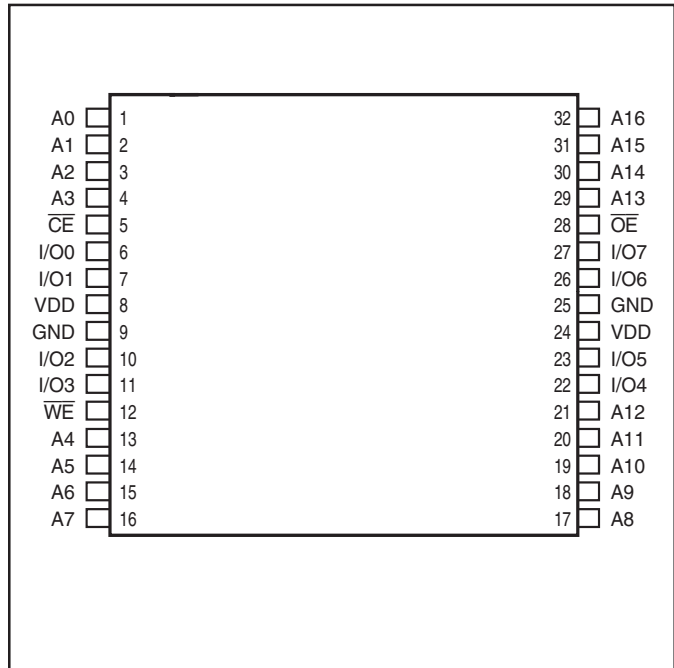 A0 1 32 A16
A1 2 31 A15
A2 3 30 A14
A3 4 29 A13
C̅E̅ 5 28 O̅E̅
I/O0 6 27 I/O7
I/O1 7 26 I/O6
VDD 8 25 GND
GND 9 24 VDD
I/O2 10 23 I/O5
I/O3 11 22 I/O4
W̅E̅ 12 21 A12
A4 13 20 A11
A5 14 19 A10
A6 15 18 A9
A7 16 17 A8